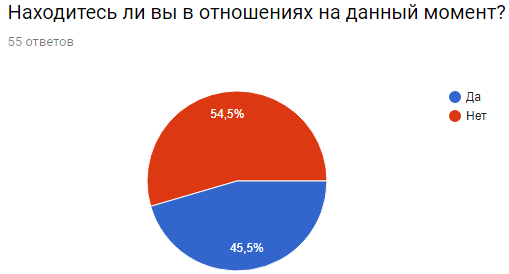 Находитесь ли вы в отношениях на данный момент?
55 ответов
54,5%
Да
Нет
45,5%